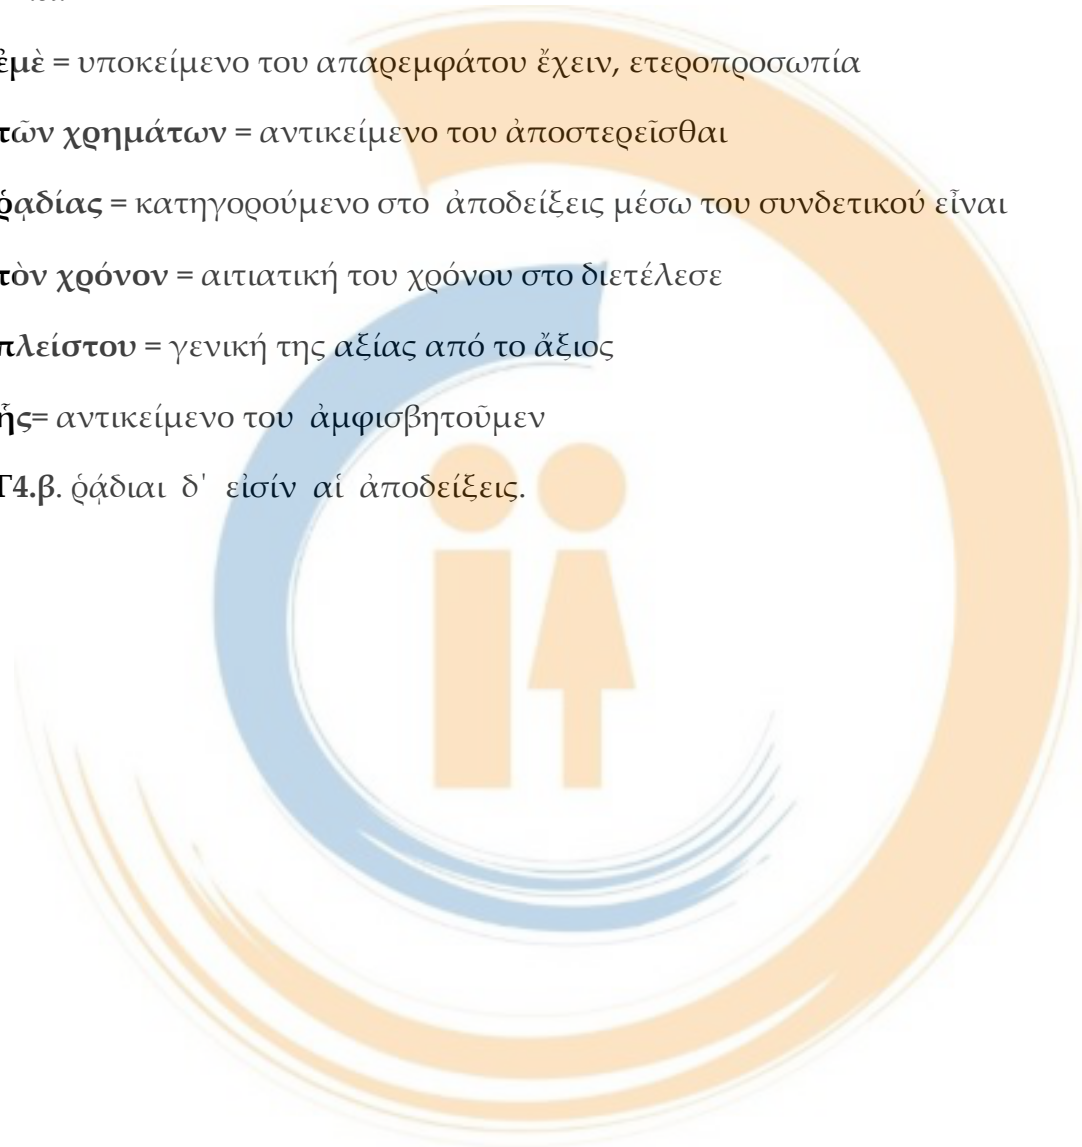 ἐμὲ = υποκείμενο του απαρεμφάτου ἔχειν, ετεροπροσωπία
τῶν χρημάτων = αντικείμενο του ἀποστερεῖσθαι
ῥᾳδίας = κατηγορούμενο στο ἀποδείξεις μέσω του συνδετικού εἶναι
τὸν χρόνον = αιτιατική του χρόνου στο διετέλεσε
πλείστου = γενική της αξίας από το ἄξιος
ἧς= αντικείμενο του ἀμφισβητοῦμεν
Γ4.β. ῥᾴδιαι δ' εἰσίν αἱ ἀποδείξεις.